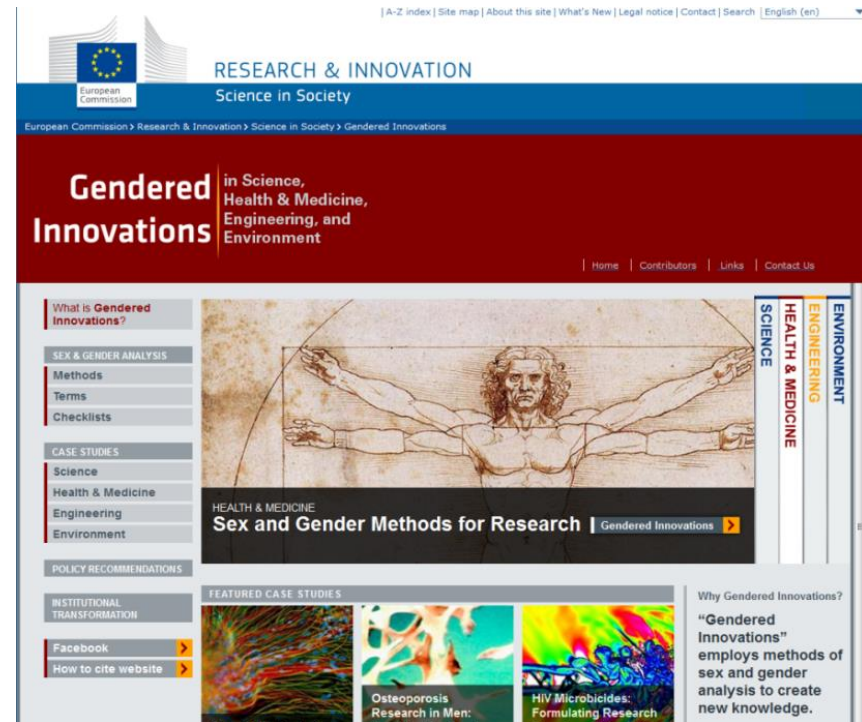 | A-Z index | Site map | About this site | What's New | Legal notice | Contact | Search English (en)
European
Commission
RESEARCH & INNOVATION
Science in Society
European Commission > Research & Innovation > Science in Society > Gendered Innovations
Gendered
Innovations
in Science,
Health & Medicine,
Engineering, and
Environment
| Home | Contributors | Links | Contact Us
What is Gendered
Innovations?
SEX & GENDER ANALYSIS
Methods
Terms
Checklists
CASE STUDIES
Science
Health & Medicine
Engineering
Environment
POLICY RECOMMENDATIONS
INSTITUTIONAL
TRANSFORMATION
Facebook
How to cite website
HEALTH & MEDICINE
Sex and Gender Methods for Research
Gendered Innovations
SCIENCE
HEALTH & MEDICINE
ENGINEERING
ENVIRONMENT
FEATURED CASE STUDIES
Osteoporosis
Research in Men:
HIV Microbicides:
Formulating Research
Why Gendered Innovations?
"Gendered
Innovations"
employs methods of
sex and gender
analysis to create
new knowledge.